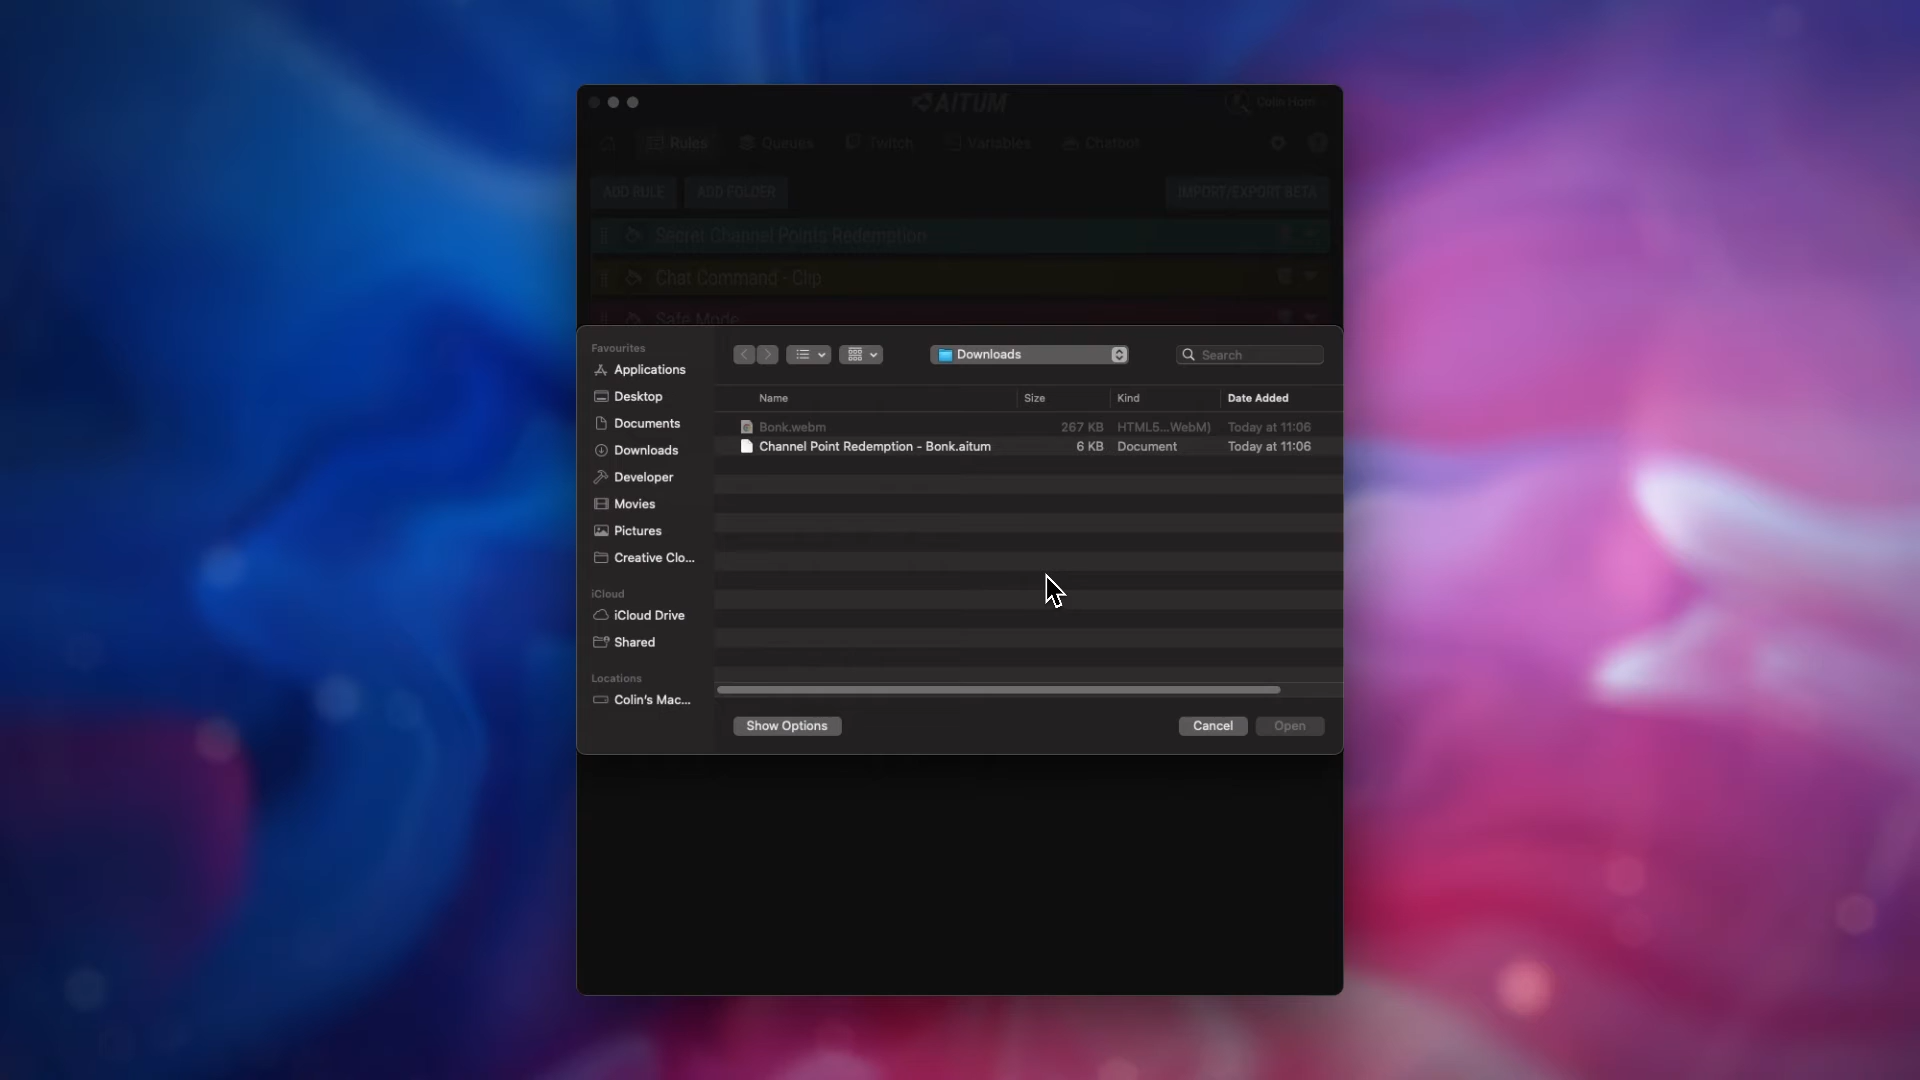 AITUM
Colin Horn
Rules
Queues
Twitch
Variables
Chatbot
ADD RULE
ADD FOLDER
IMPORT/EXPORT BETA
Secret Channel Points Redemption
Chat Command - Clip
Safe Mode
Favourites
Applications
Desktop
Documents
Downloads
Developer
Movies
Pictures
Creative Clo...
iCloud
iCloud Drive
Shared
Locations
Colin's Mac...
Downloads
Search
Name Size Kind Date Added
Bonk.webm 267 KB HTML5...WebM) Today at 11:06
Channel Point Redemption - Bonk.aitum 6 KB Document Today at 11:06
Show Options
Cancel
Open